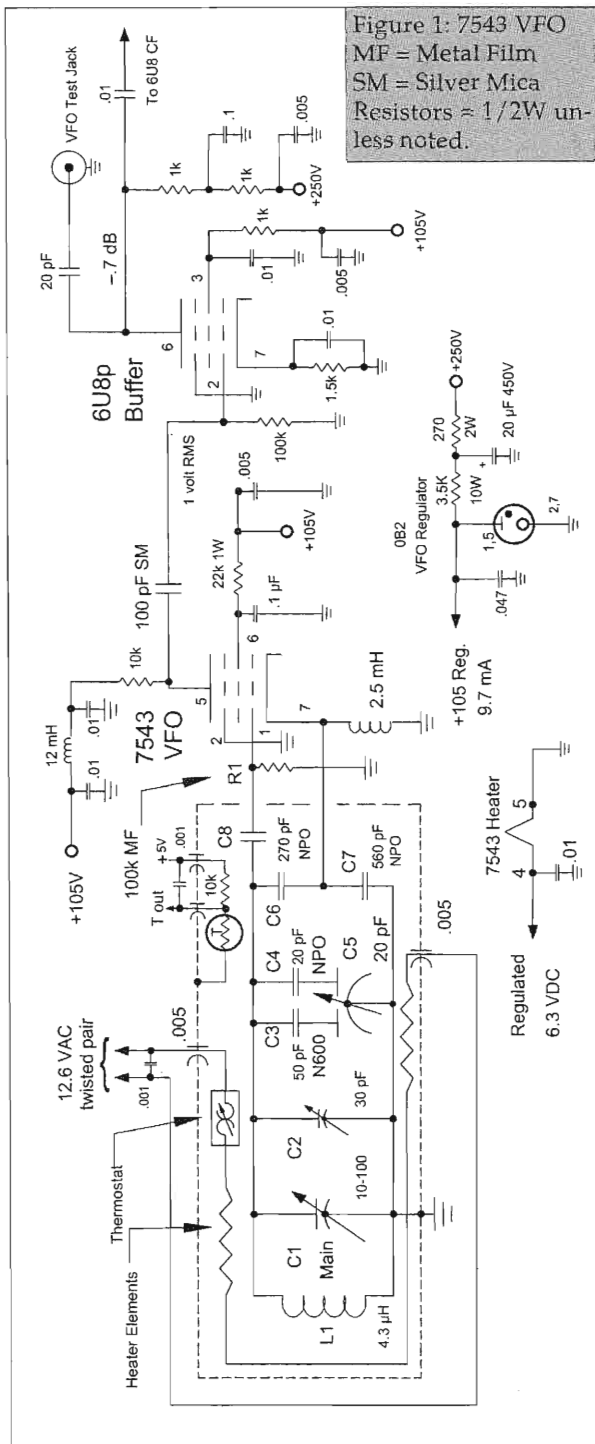 Figure 1: 7543 VFO
MF = Metal Film
SM = Silver Mica
Resistors = 1/2W un-
less noted.
VFO Test Jack
20 pF
.01
To 6U8 CF
-.7 dB
1k
.1
1k
.005
+250V
6
3
2
7
6U8p
Buffer
1k
.01
.005
+105V
.01
1.5k
100k
1 volt RMS
100 pF SM
.005
22k 1W
+105V
.1 µF
10k
12 mH
.01
.01
+105V
7543
VFO
5
6
2
1
7
2.5 mH
100k MF
R1
+250V
270
2W
20 µF 450V
+
3.5K
10W
0B2
VFO Regulator
1,5
2,7
.047
+105 Reg.
9.7 mA
7543 Heater
4
5
.01
Regulated
6.3 VDC
T out
+5V
.001
10k
T
C8
C6
270 pF
NPO
C7
560 pF
NPO
C4
20 pF
NPO
C5
20 pF
C3
50 pF
N600
C2
30 pF
C1
Main
10-100
L1
4.3 µH
.005
.005
12.6 VAC
twisted pair
.001
Thermostat
Heater Elements